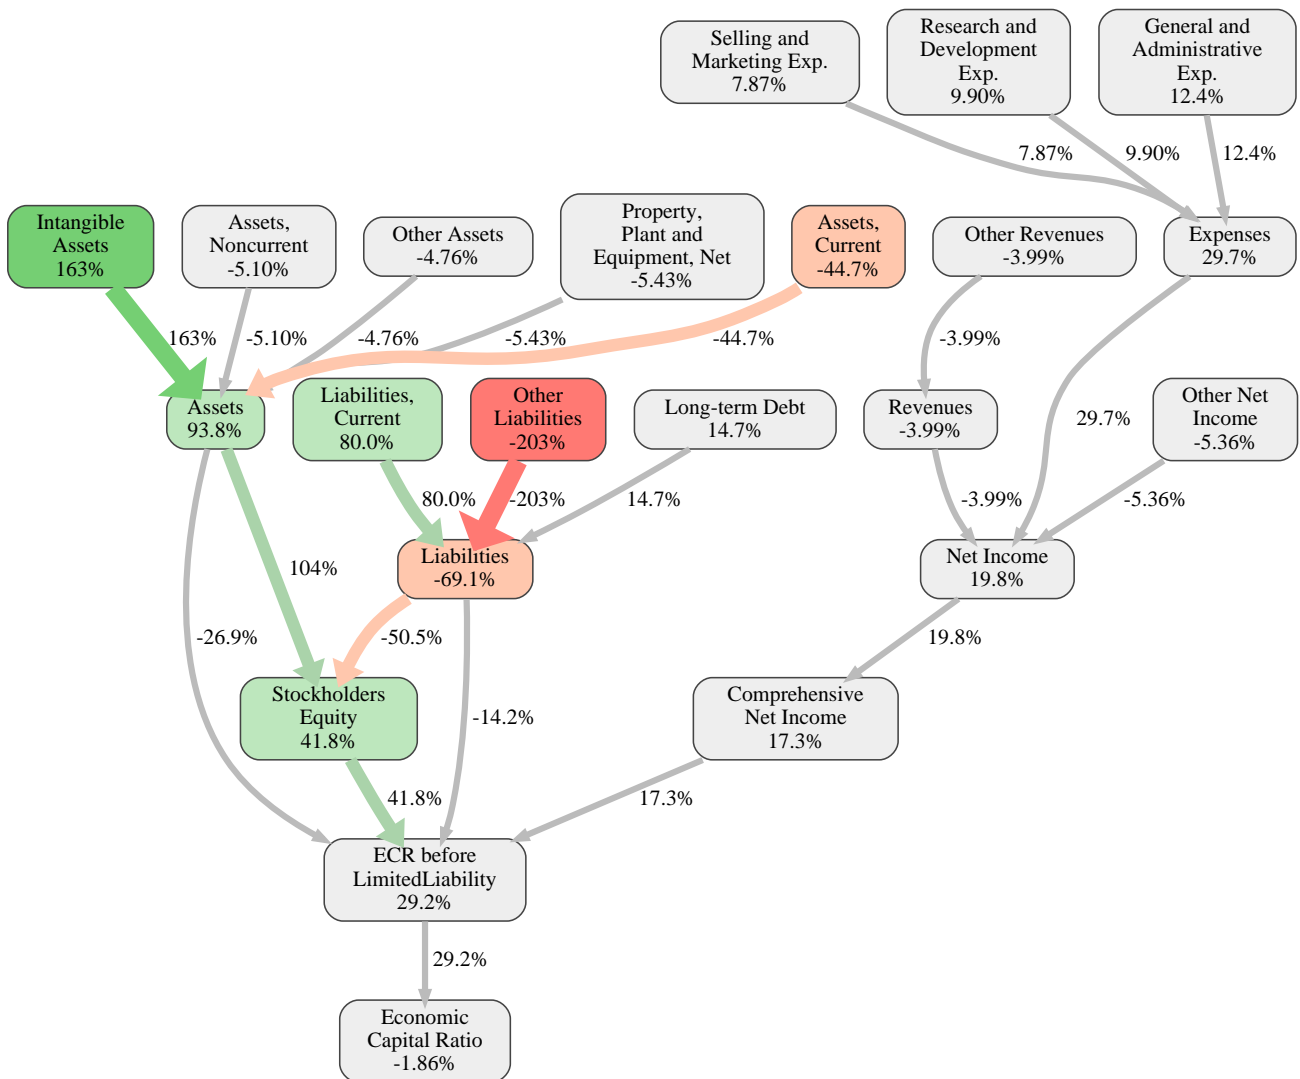 Selling and
Marketing Exp.
7.87%
Research and
Development
Exp.
9.90%
General and
Administrative
Exp.
12.4%
7.87%
9.90%
12.4%
Intangible
Assets
163%
Assets,
Noncurrent
-5.10%
Other Assets
-4.76%
Property,
Plant and
Equipment, Net
-5.43%
Assets,
Current
-44.7%
Other Revenues
-3.99%
Expenses
29.7%
163%
-5.10%
-4.76%
-5.43%
-44.7%
-3.99%
29.7%
Assets
93.8%
Liabilities,
Current
80.0%
Other
Liabilities
-203%
Long-term Debt
14.7%
Revenues
-3.99%
Other Net
Income
-5.36%
80.0%
-203%
14.7%
-3.99%
-5.36%
104%
Liabilities
-69.1%
Net Income
19.8%
-26.9%
-50.5%
19.8%
Stockholders
Equity
41.8%
-14.2%
Comprehensive
Net Income
17.3%
41.8%
17.3%
ECR before
LimitedLiability
29.2%
29.2%
Economic
Capital Ratio
-1.86%